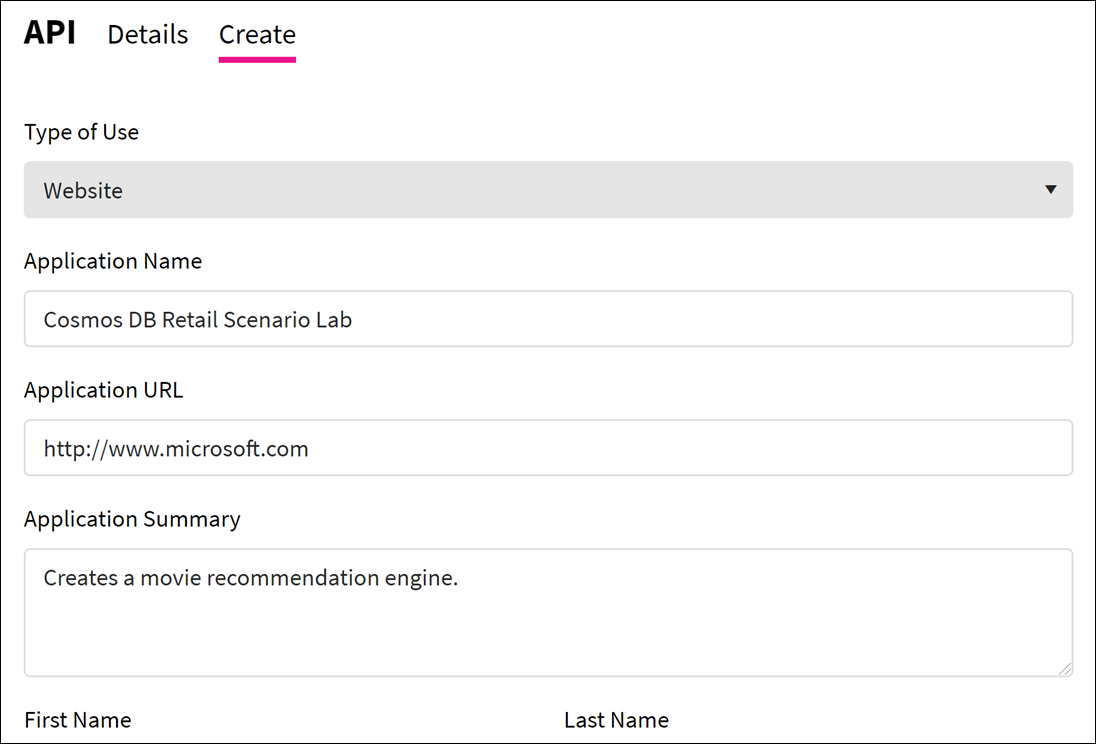 API Details Create
Type of Use
Website
Application Name
Cosmos DB Retail Scenario Lab
Application URL
http://www.microsoft.com
Application Summary
Creates a movie recommendation engine.
First Name Last Name